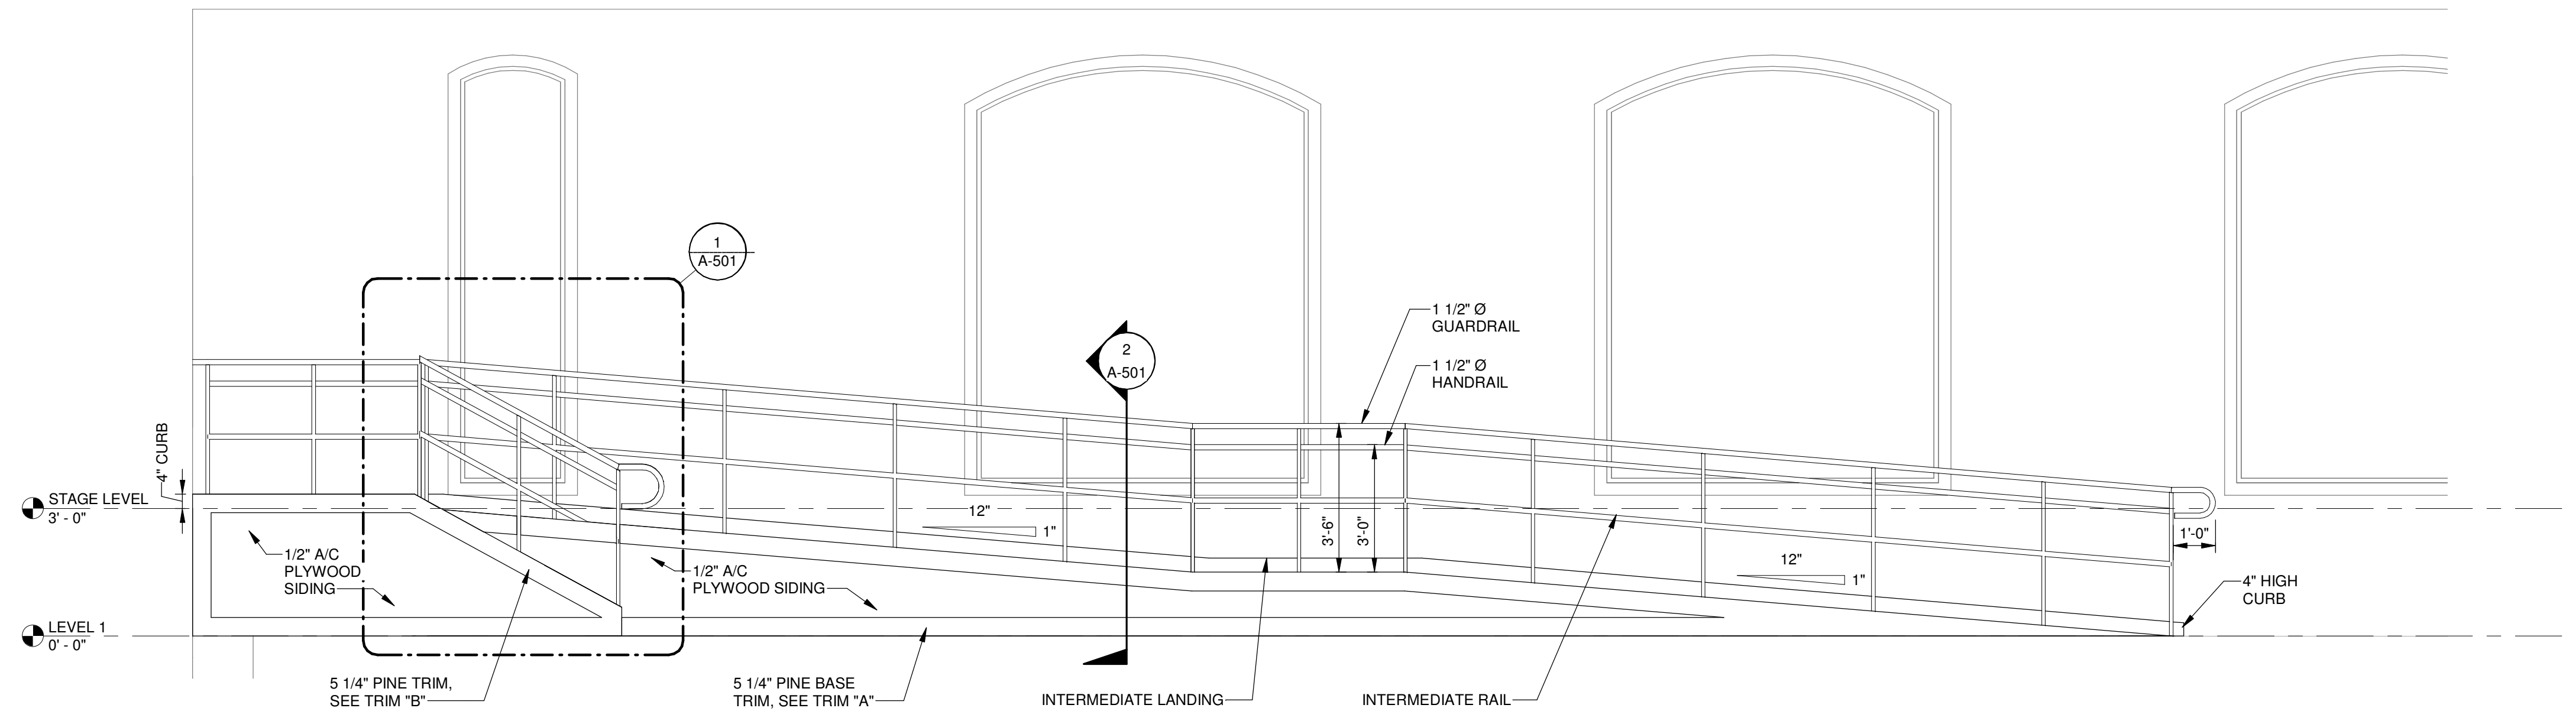 1
A-501
2
A-501
1 1/2" Ø
GUARDRAIL
1 1/2" Ø
HANDRAIL
4" CURB
STAGE LEVEL
3' - 0"
12"
1"
3'-6"
3'-0"
1'-0"
12"
1"
1/2" A/C
PLYWOOD
SIDING
1/2" A/C
PLYWOOD SIDING
4" HIGH
CURB
LEVEL 1
0' - 0"
5 1/4" PINE TRIM,
SEE TRIM "B"
5 1/4" PINE BASE
TRIM, SEE TRIM "A"
INTERMEDIATE LANDING
INTERMEDIATE RAIL